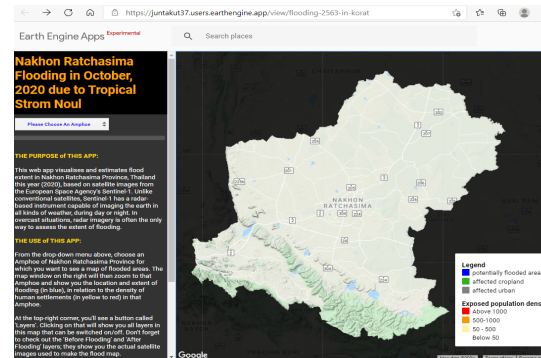 https://juntakut37.users.earthengine.app/view/flooding-2563-in-korat
Earth Engine Apps Experimental
Search places
Nakhon Ratchasima
Flooding in October,
2020 due to Tropical
Strom Noul
Please Choose An Amphoe
THE PURPOSE of THIS APP:
This web app visualises and estimates flood
extent in Nakhon Ratchasima Province, Thailand
this year (2020), based on satellite images from
the European Space Agency's Sentinel-1. Unlike
conventional satellites, Sentinel-1 has a radar-
based instrument capable of imaging the earth in
all kinds of weather, during day or night. In
overcast situations, radar imagery is often the only
way to assess the extent of flooding.
THE USE of THIS APP:
From the drop-down menu above, choose an
Amphoe of Nakhon Ratchasima Province for
which you want to see a map of flooded areas. The
map window on the right will then zoom to that
Amphoe and show you the location and extent of
flooding (in blue), in relation to the density of
human settlements (in yellow to red) in that
Amphoe.
At the top-right corner, you'll see a button called
'Layers'. Clicking on that will show you all layers in
this map that can be switched on/off. Don't forget
to check out the 'Before Flooding' and 'After
Flooding' layers; they show you the actual satellite
images used to make the flood map.
NAKHON
RATCHASIMA
Legend
potentially flooded area
affected cropland
affected urban
Exposed population dens
Above 1000
500-1000
50 - 500
Below 50
Google